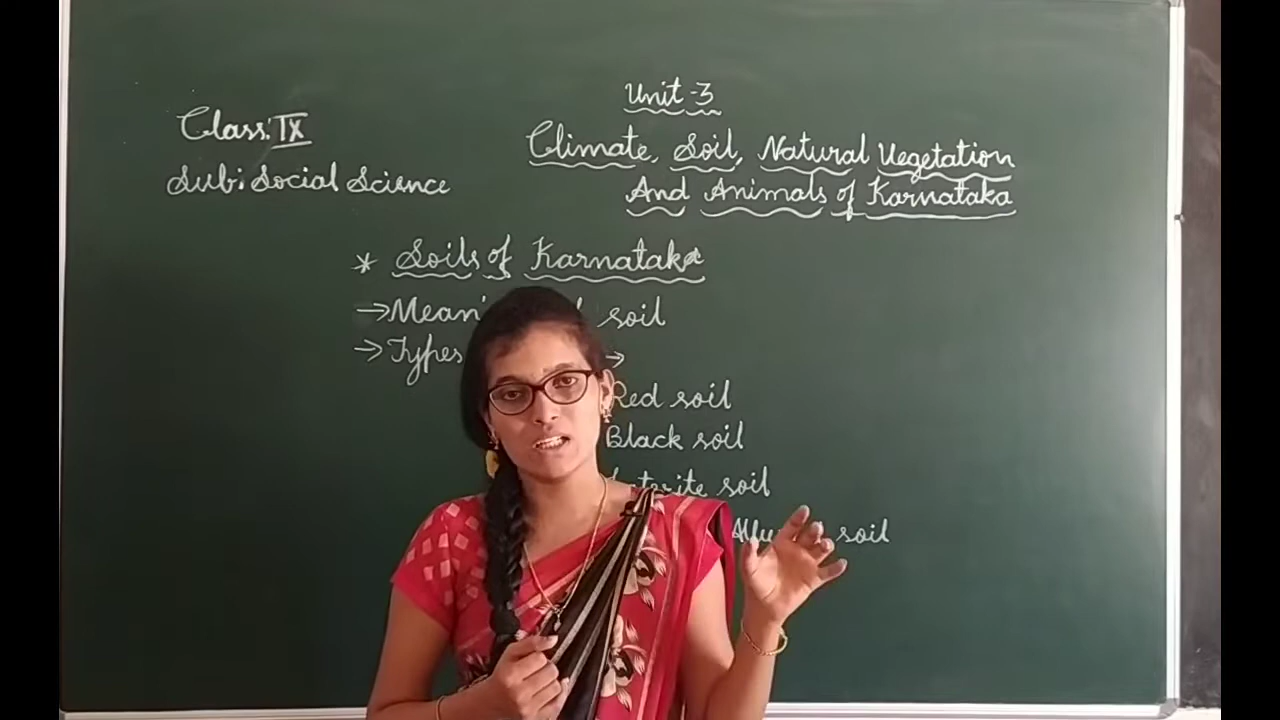 Unit-3
Class: IX
Climate, Soil, Natural Vegetation
Sub: Social Science
And Animals of Karnataka
* Soils of Karnataka
→ soil
→ Types →
Red soil
Black soil
soil
soil